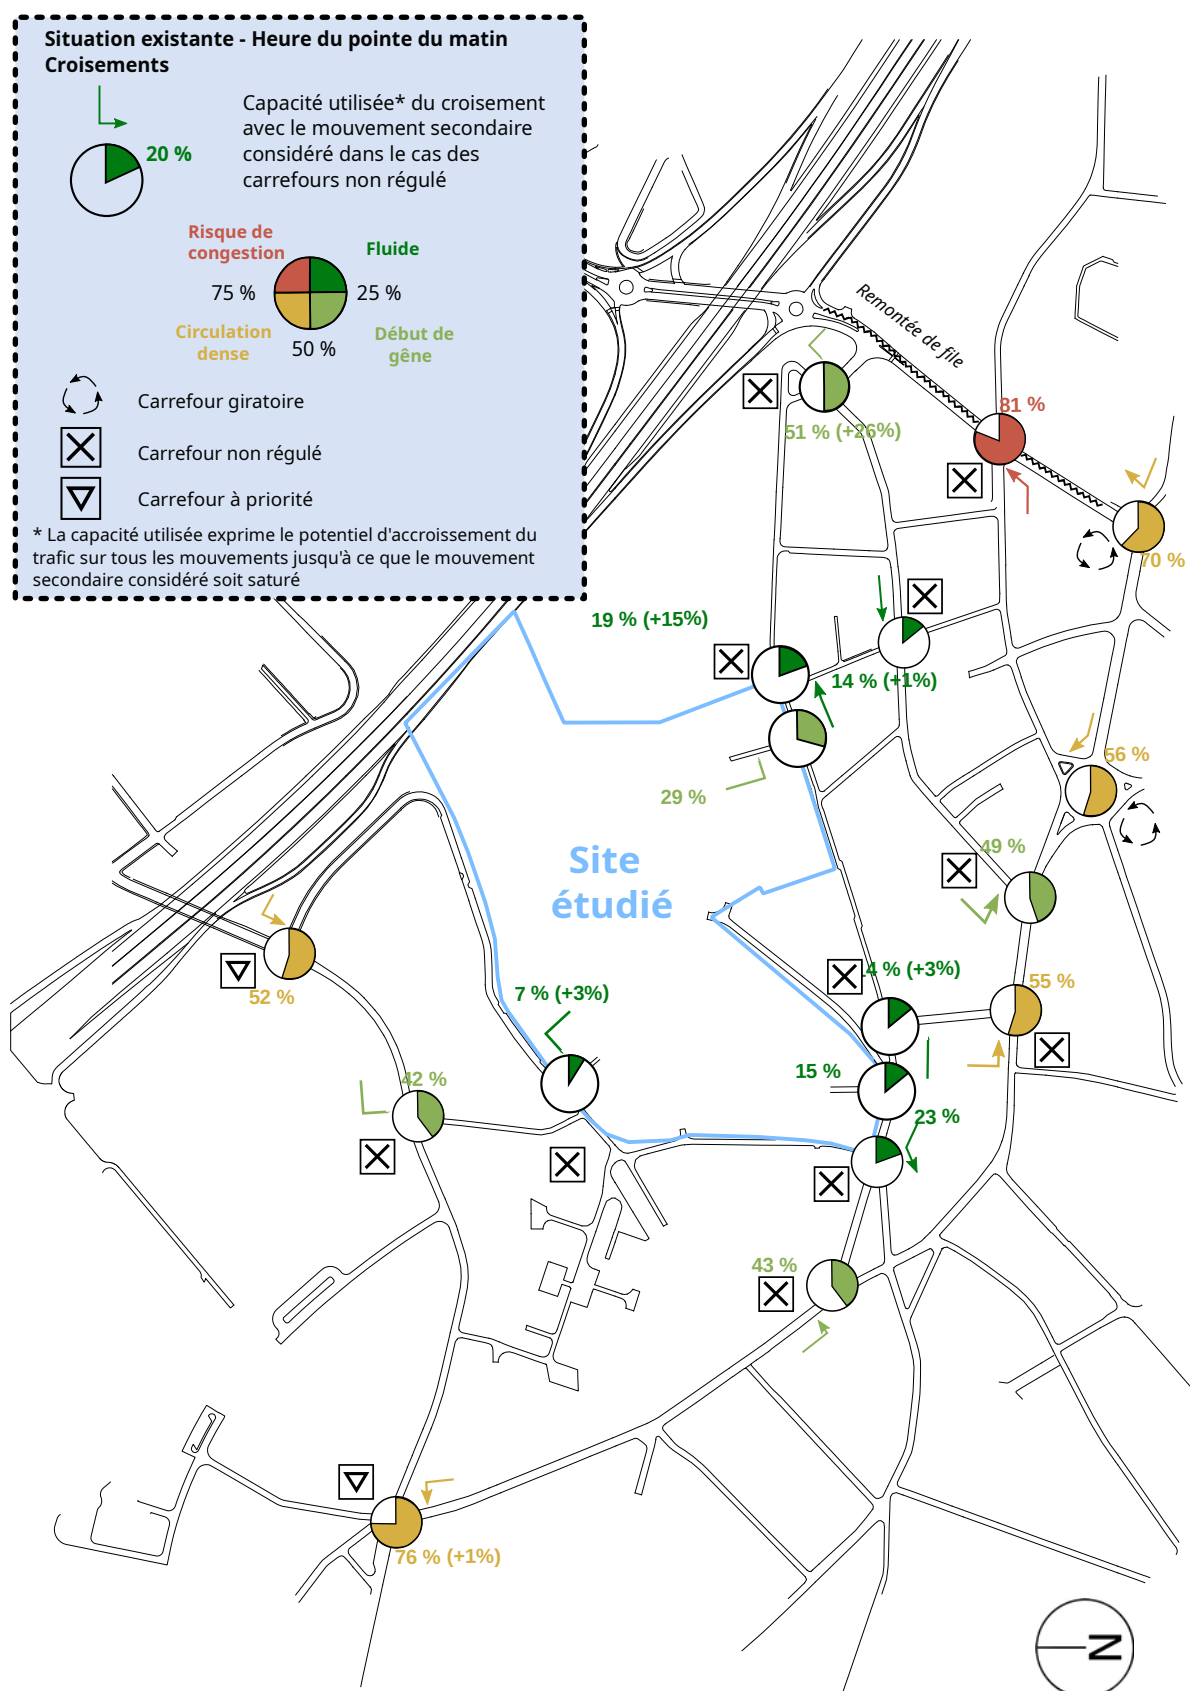 Situation existante - Heure du pointe du matin
Croisements
Capacité utilisée* du croisement
avec le mouvement secondaire
considéré dans le cas des
carrefours non régulé
20 %
Risque de
congestion
Fluide
75 %
25 %
Circulation
dense
50 %
Début de
gêne
Carrefour giratoire
Carrefour non régulé
Carrefour à priorité
* La capacité utilisée exprime le potentiel d'accroissement du
trafic sur tous les mouvements jusqu'à ce que le mouvement
secondaire considéré soit saturé
Remontée de file
81 %
51 % (+26%)
70 %
19 % (+15%)
14 % (+1%)
56 %
29 %
49 %
Site
étudié
4 % (+3%)
55 %
52 %
7 % (+3%)
15 %
42 %
23 %
43 %
76 % (+1%)
N